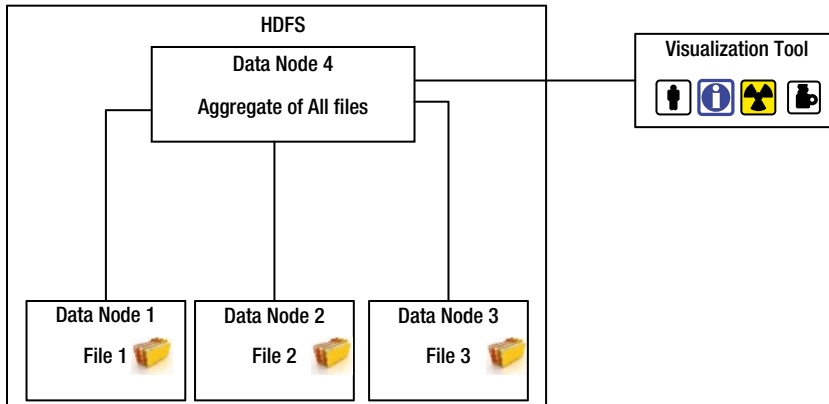 HDFS
Data Node 4
Aggregate of All files
Visualization Tool
Data Node 1
File 1
Data Node 2
File 2
Data Node 3
File 3